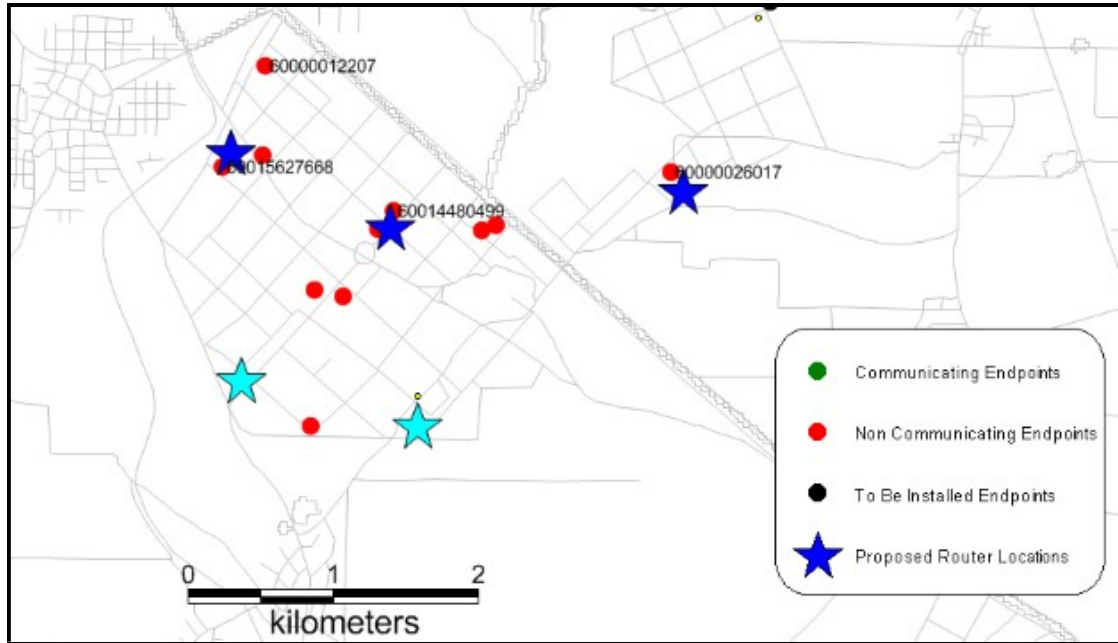 60000012207
60015627668
60000026017
60014480499
Communicating Endpoints
Non Communicating Endpoints
To Be Installed Endpoints
Proposed Router Locations
0 1 2
kilometers